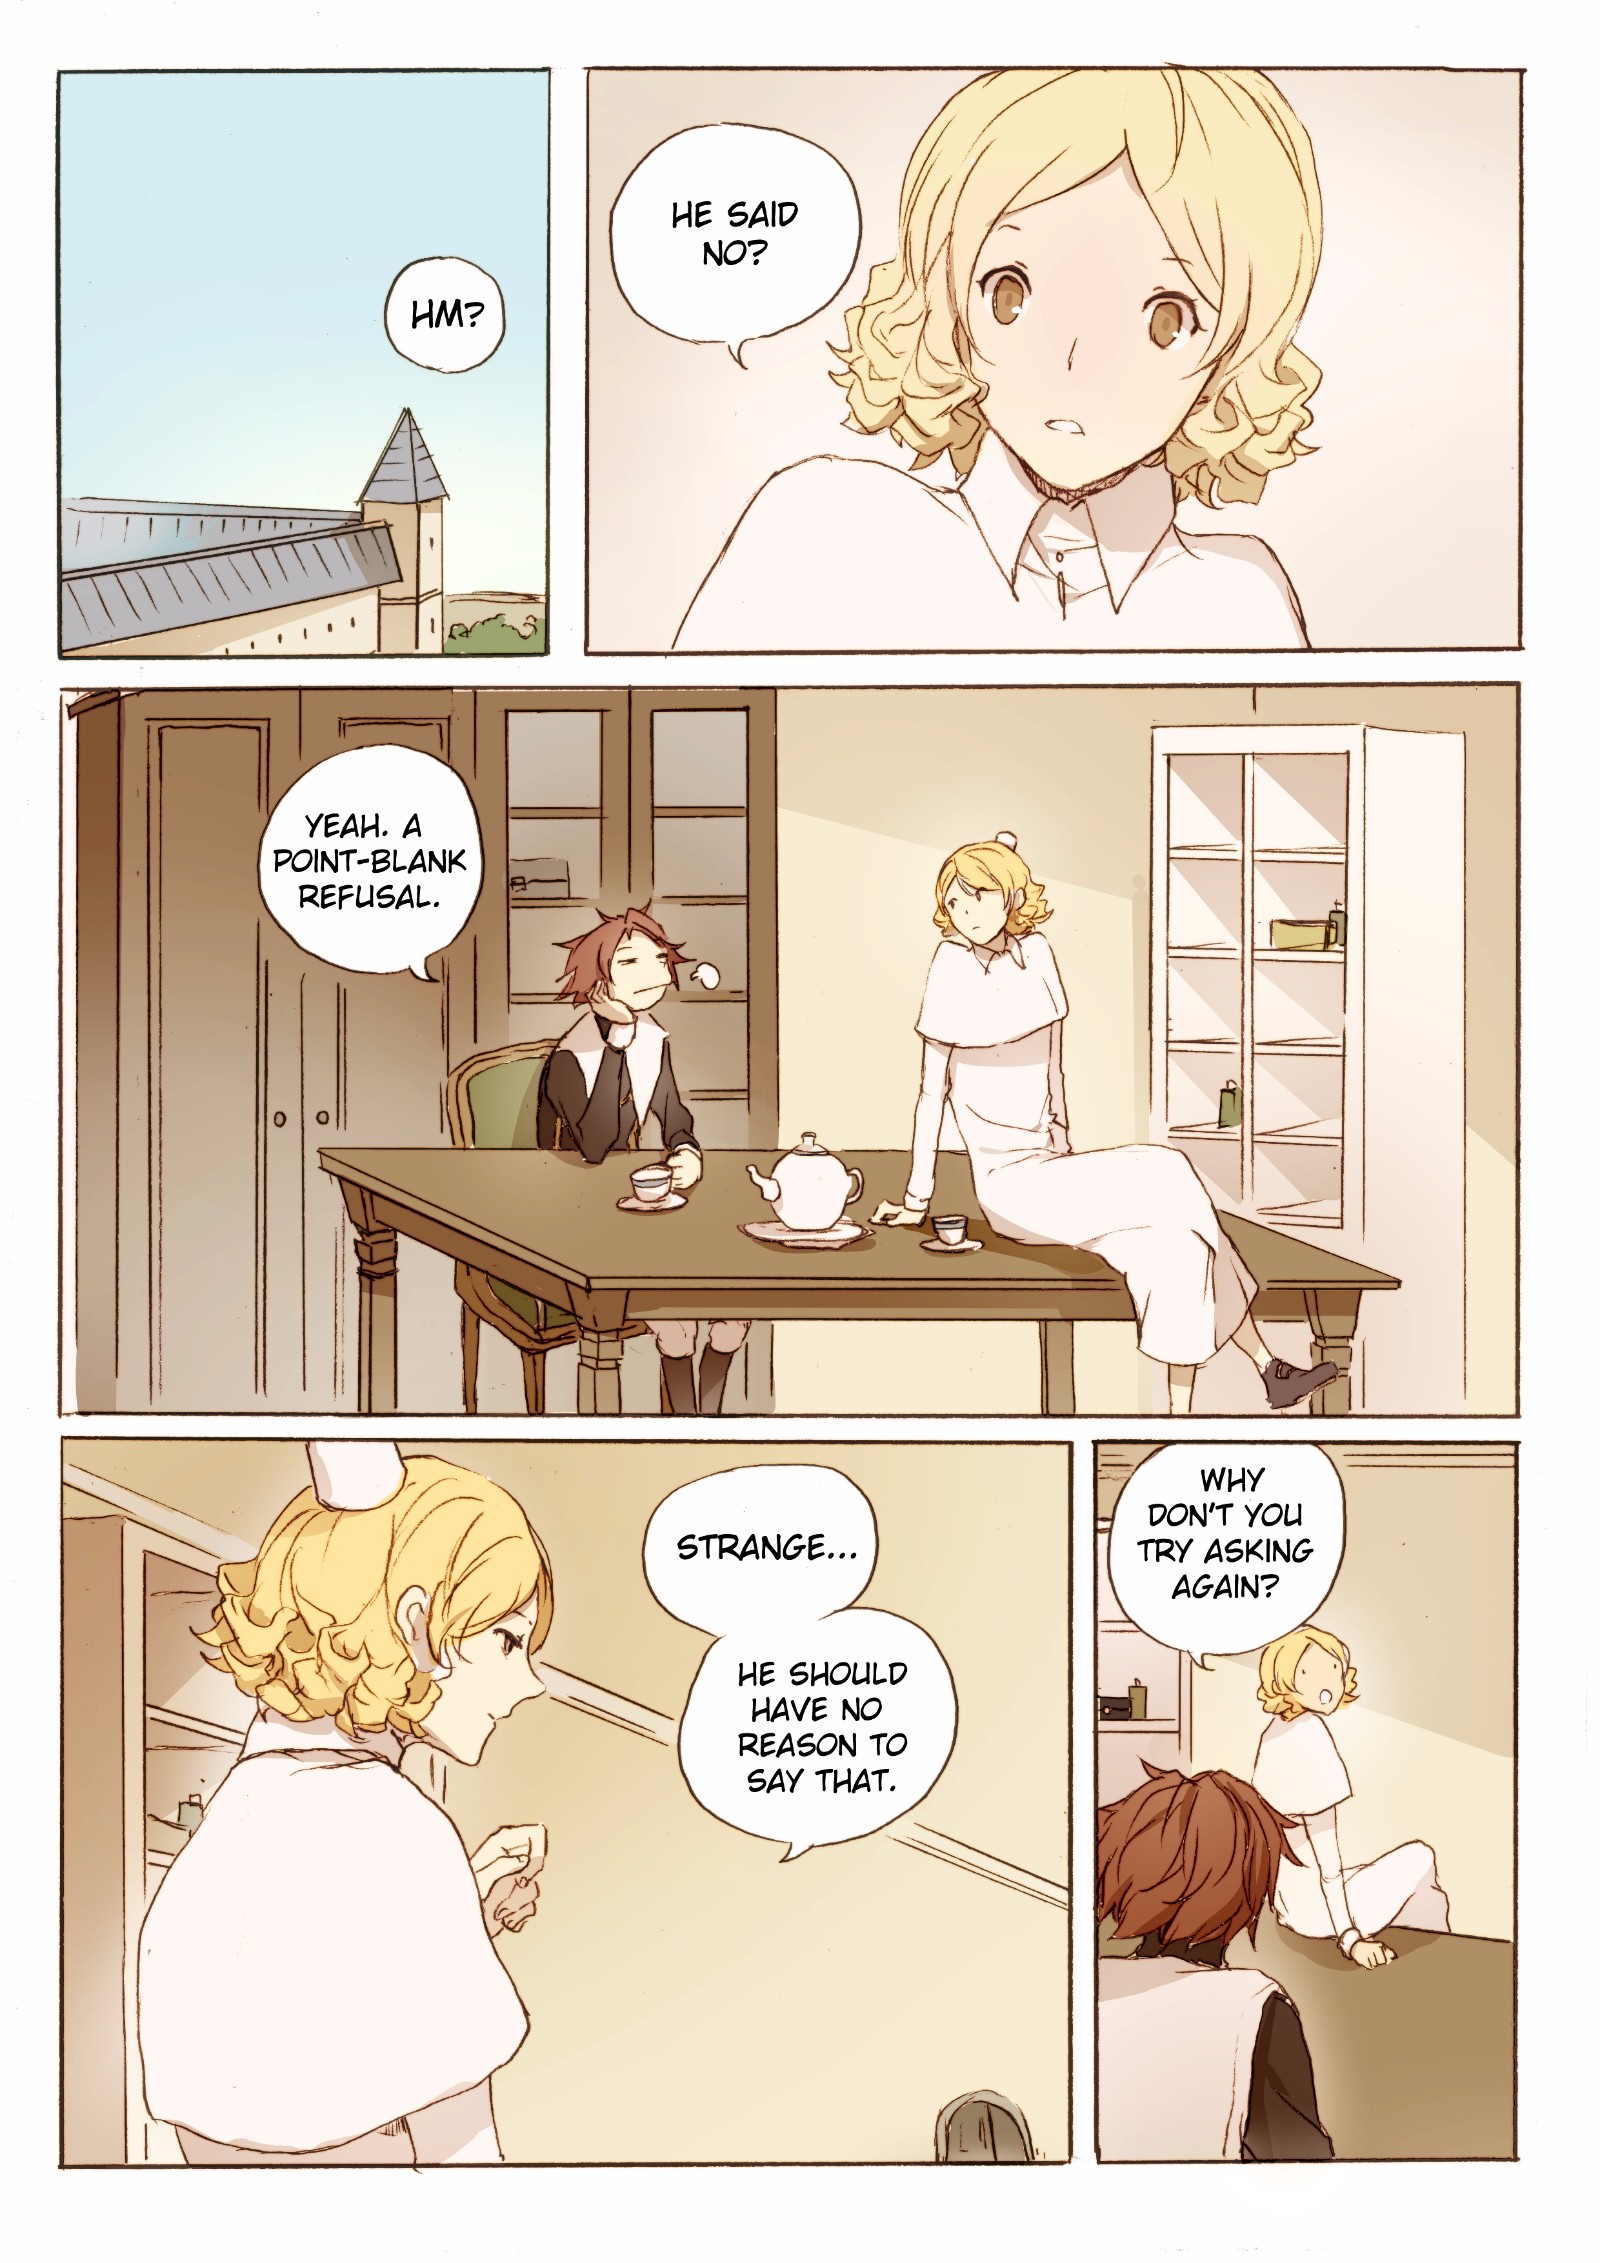 HM?
HE SAID
NO?
YEAH. A
POINT-BLANK
REFUSAL.
STRANGE...
HE SHOULD
HAVE NO
REASON TO
SAY THAT.
WHY
DON'T YOU
TRY ASKING
AGAIN?